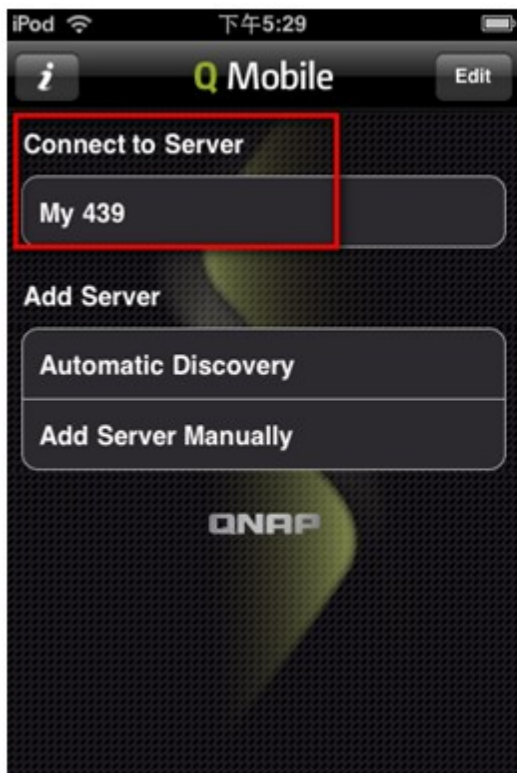 iPod 下午5:29
i Q Mobile Edit
Connect to Server
My 439
Add Server
Automatic Discovery
Add Server Manually
QNAP